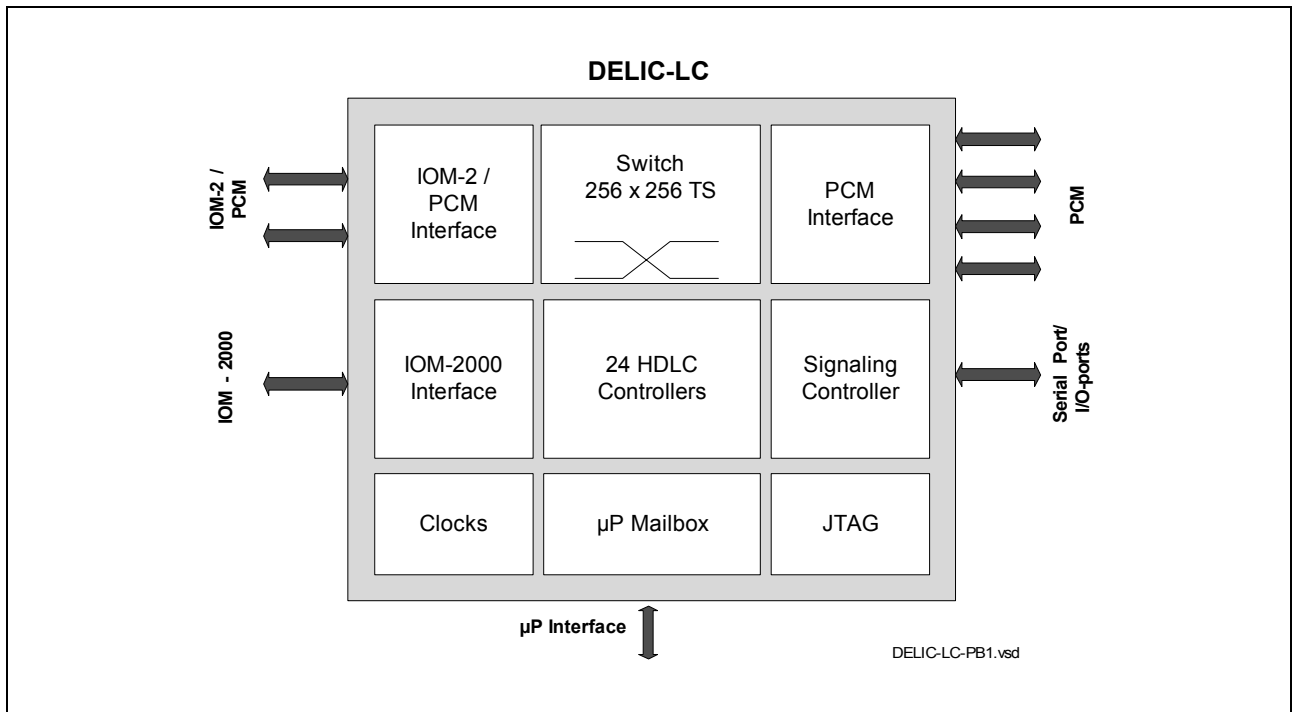 DELIC-LC
IOM-2 /
PCM
IOM-2 /
PCM
Interface
Switch
256 x 256 TS
PCM
Interface
PCM
IOM - 2000
IOM-2000
Interface
24 HDLC
Controllers
Signaling
Controller
Serial Port/
I/O-ports
Clocks
µP Mailbox
JTAG
µP Interface
DELIC-LC-PB1.vsd